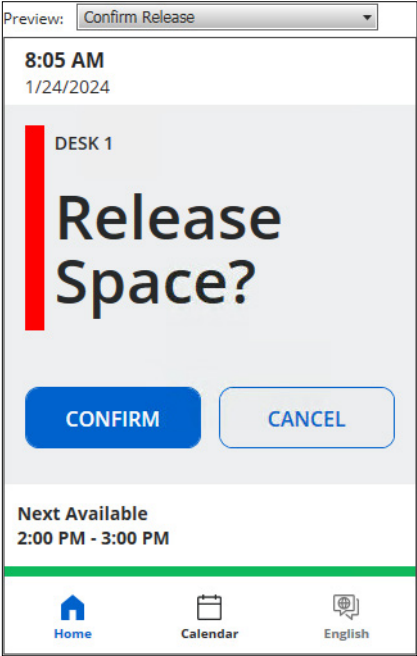 Preview: Confirm Release
8:05 AM
1/24/2024
DESK 1
Release
Space?
CONFIRM CANCEL
Next Available
2:00 PM - 3:00 PM
Home Calendar English